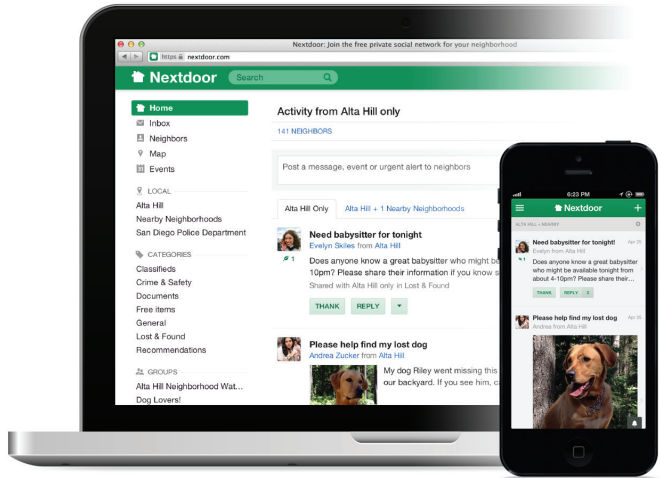 Nextdoor: Join the free private social network for your neighborhood
https nextdoor.com
Nextdoor Search
Home
Inbox
Neighbors
Map
Events
LOCAL
Alta Hill
Nearby Neighborhoods
San Diego Police Department
CATEGORIES
Classifieds
Crime & Safety
Documents
Free items
General
Lost & Found
Recommendations
GROUPS
Alta Hill Neighborhood Wat...
Dog Lovers!
Activity from Alta Hill only
141 NEIGHBORS
Post a message, event or urgent alert to neighbors
Alta Hill Only Alta Hill + 1 Nearby Neighborhoods
Need babysitter for tonight
Evelyn Skiles from Alta Hill
1
Does anyone know a great babysitter who might be
10pm? Please share their information if you know s
Shared with Alta Hill only in Lost & Found
THANK REPLY
Please help find my lost dog
Andrea Zucker from Alta Hill
My dog Riley went missing this
our backyard. If you see him, ca
6:23 PM
Nextdoor
ALTA HILL + NEARBY
Need babysitter for tonight! Apr 25
Evelyn from Alta Hill
1
Does anyone know a great babysitter
who might be available tonight from
about 4-10pm? Please share their...
THANK REPLY 2
Please help find my lost dog Apr 25
Andrea from Alta Hill